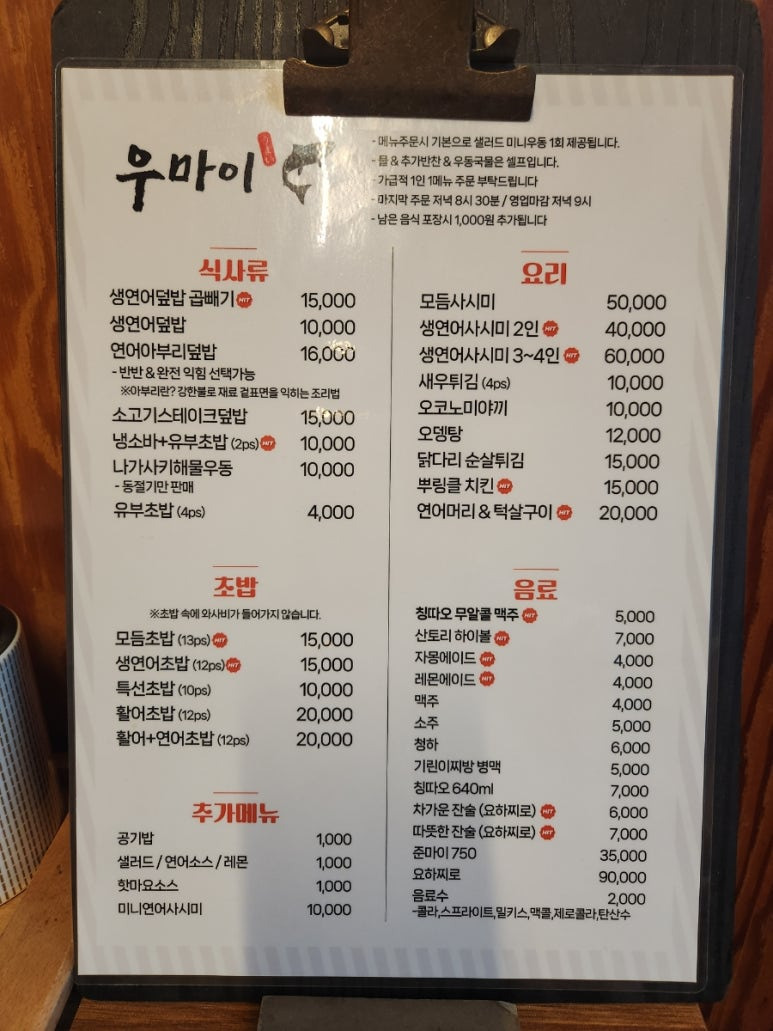 우마이
うまい
- 메뉴주문시 기본으로 샐러드 미니우동 1회 제공됩니다.
- 물 & 추가반찬 & 우동국물은 셀프입니다.
- 가급적 1인 1메뉴 주문 부탁드립니다
- 마지막 주문 저녁 8시 30분 / 영업마감 저녁 9시
- 남은 음식 포장시 1,000원 추가됩니다
식사류
생연어덮밥 곱빼기 HIT 15,000
생연어덮밥 10,000
연어아부리덮밥 16,000
- 반반 & 완전 익힘 선택가능
※아부리란? 강한불로 재료 겉표면을 익히는 조리법
소고기스테이크덮밥 15,000
냉소바+유부초밥 (2ps) HIT 10,000
나가사키해물우동 10,000
- 동절기만 판매
유부초밥 (4ps) 4,000
초밥
※초밥 속에 와사비가 들어가지 않습니다.
모듬초밥 (13ps) HIT 15,000
생연어초밥 (12ps) HIT 15,000
특선초밥 (10ps) 10,000
활어초밥 (12ps) 20,000
활어+연어초밥 (12ps) 20,000
추가메뉴
공기밥 1,000
샐러드 / 연어소스 / 레몬 1,000
핫마요소스 1,000
미니연어사시미 10,000
요리
모듬사시미 50,000
생연어사시미 2인 HIT 40,000
생연어사시미 3~4인 HIT 60,000
새우튀김 (4ps) 10,000
오코노미야끼 10,000
오뎅탕 12,000
닭다리 순살튀김 15,000
뿌링클 치킨 HIT 15,000
연어머리 & 턱살구이 HIT 20,000
음료
칭따오 무알콜 맥주 HIT 5,000
산토리 하이볼 HIT 7,000
자몽에이드 HIT 4,000
레몬에이드 HIT 4,000
맥주 4,000
소주 5,000
청하 6,000
기린이찌방 병맥 5,000
칭따오 640ml 7,000
차가운 잔술 (요하찌로) HIT 6,000
따뜻한 잔술 (요하찌로) HIT 7,000
준마이 750 35,000
요하찌로 90,000
음료수 2,000
-콜라,스프라이트,밀키스,맥콜,제로콜라,탄산수